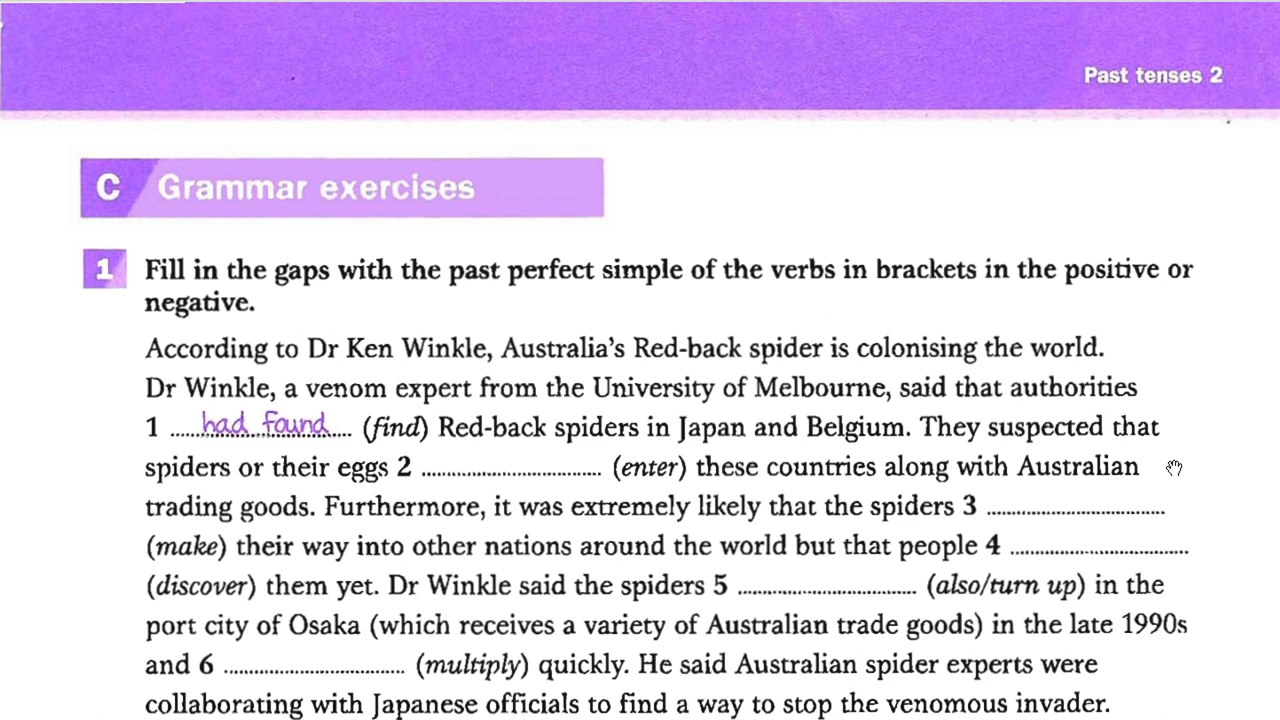 Past tenses 2
C Grammar exercises
1 Fill in the gaps with the past perfect simple of the verbs in brackets in the positive or
negative.
According to Dr Ken Winkle, Australia's Red-back spider is colonising the world.
Dr Winkle, a venom expert from the University of Melbourne, said that authorities
1 ......had found...... (find) Red-back spiders in Japan and Belgium. They suspected that
spiders or their eggs 2 .................................. (enter) these countries along with Australian
trading goods. Furthermore, it was extremely likely that the spiders 3 ..................................
(make) their way into other nations around the world but that people 4 ..................................
(discover) them yet. Dr Winkle said the spiders 5 .................................. (also/turn up) in the
port city of Osaka (which receives a variety of Australian trade goods) in the late 1990s
and 6 .................................. (multiply) quickly. He said Australian spider experts were
collaborating with Japanese officials to find a way to stop the venomous invader.